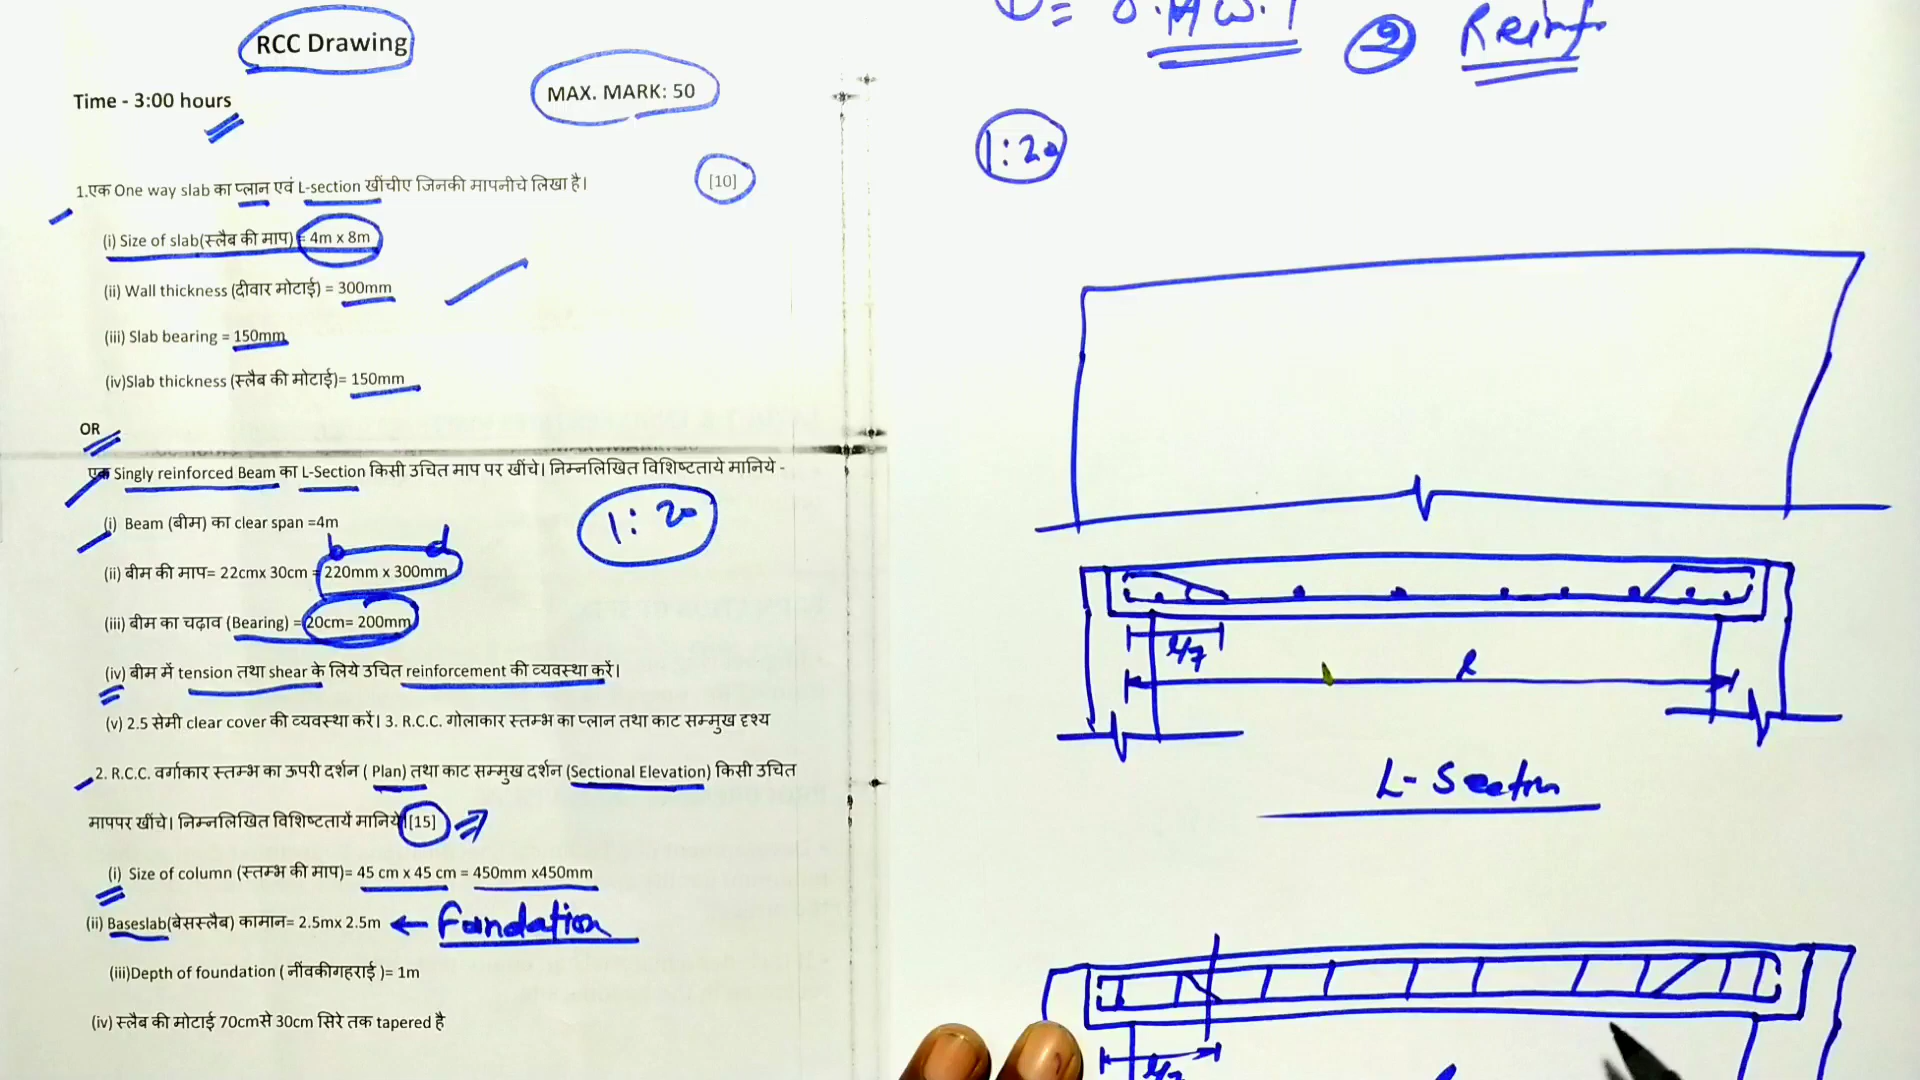 RCC Drawing
Time - 3:00 hours
MAX. MARK: 50
1.एक One way slab का प्लान एवं L-section खींचीए जिनकी मापनीचे लिखा है। [10]
(i) Size of slab(स्लैब की माप) = 4m x 8m
(ii) Wall thickness (दीवार मोटाई) = 300mm
(iii) Slab bearing = 150mm
(iv)Slab thickness (स्लैब की मोटाई)= 150mm
OR
एक Singly reinforced Beam का L-Section किसी उचित माप पर खींचे। निम्नलिखित विशिष्टताये मानिये -
(i) Beam (बीम) का clear span =4m
1:20
b d
(ii) बीम की माप= 22cmx 30cm = 220mm x 300mm
(iii) बीम का चढ़ाव (Bearing) = 20cm= 200mm
(iv) बीम में tension तथा shear के लिये उचित reinforcement की व्यवस्था करें।
(v) 2.5 सेमी clear cover की व्यवस्था करें। 3. R.C.C. गोलाकार स्तम्भ का प्लान तथा काट सम्मुख दृश्य
2. R.C.C. वर्गाकार स्तम्भ का ऊपरी दर्शन ( Plan) तथा काट सम्मुख दर्शन (Sectional Elevation) किसी उचित
मापपर खींचे। निम्नलिखित विशिष्टतायें मानिये।[15]
(i) Size of column (स्तम्भ की माप)= 45 cm x 45 cm = 450mm x450mm
(ii) Baseslab(बेसस्लैब) कामान= 2.5mx 2.5m ← Foundation
(iii)Depth of foundation ( नींवकीगहराई )= 1m
(iv) स्लैब की मोटाई 70cmसे 30cm सिरे तक tapered है
② Reinf
1:20
l/7
l
L-Section